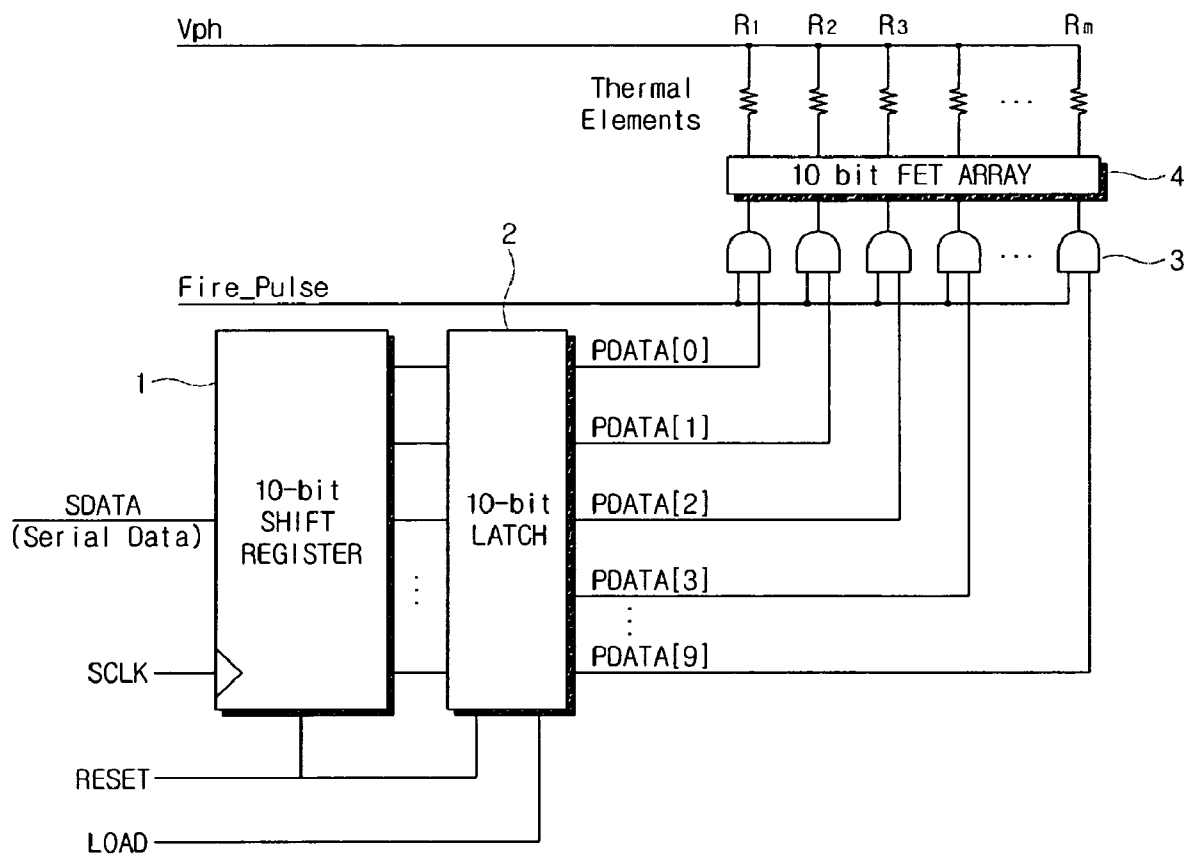 Vph
R1 R2 R3 Rm
Thermal
Elements
10 bit FET ARRAY
4
3
2
Fire_Pulse
1
PDATA[0]
PDATA[1]
SDATA
(Serial Data)
10-bit
SHIFT
REGISTER
10-bit
LATCH
PDATA[2]
PDATA[3]
PDATA[9]
SCLK
RESET
LOAD